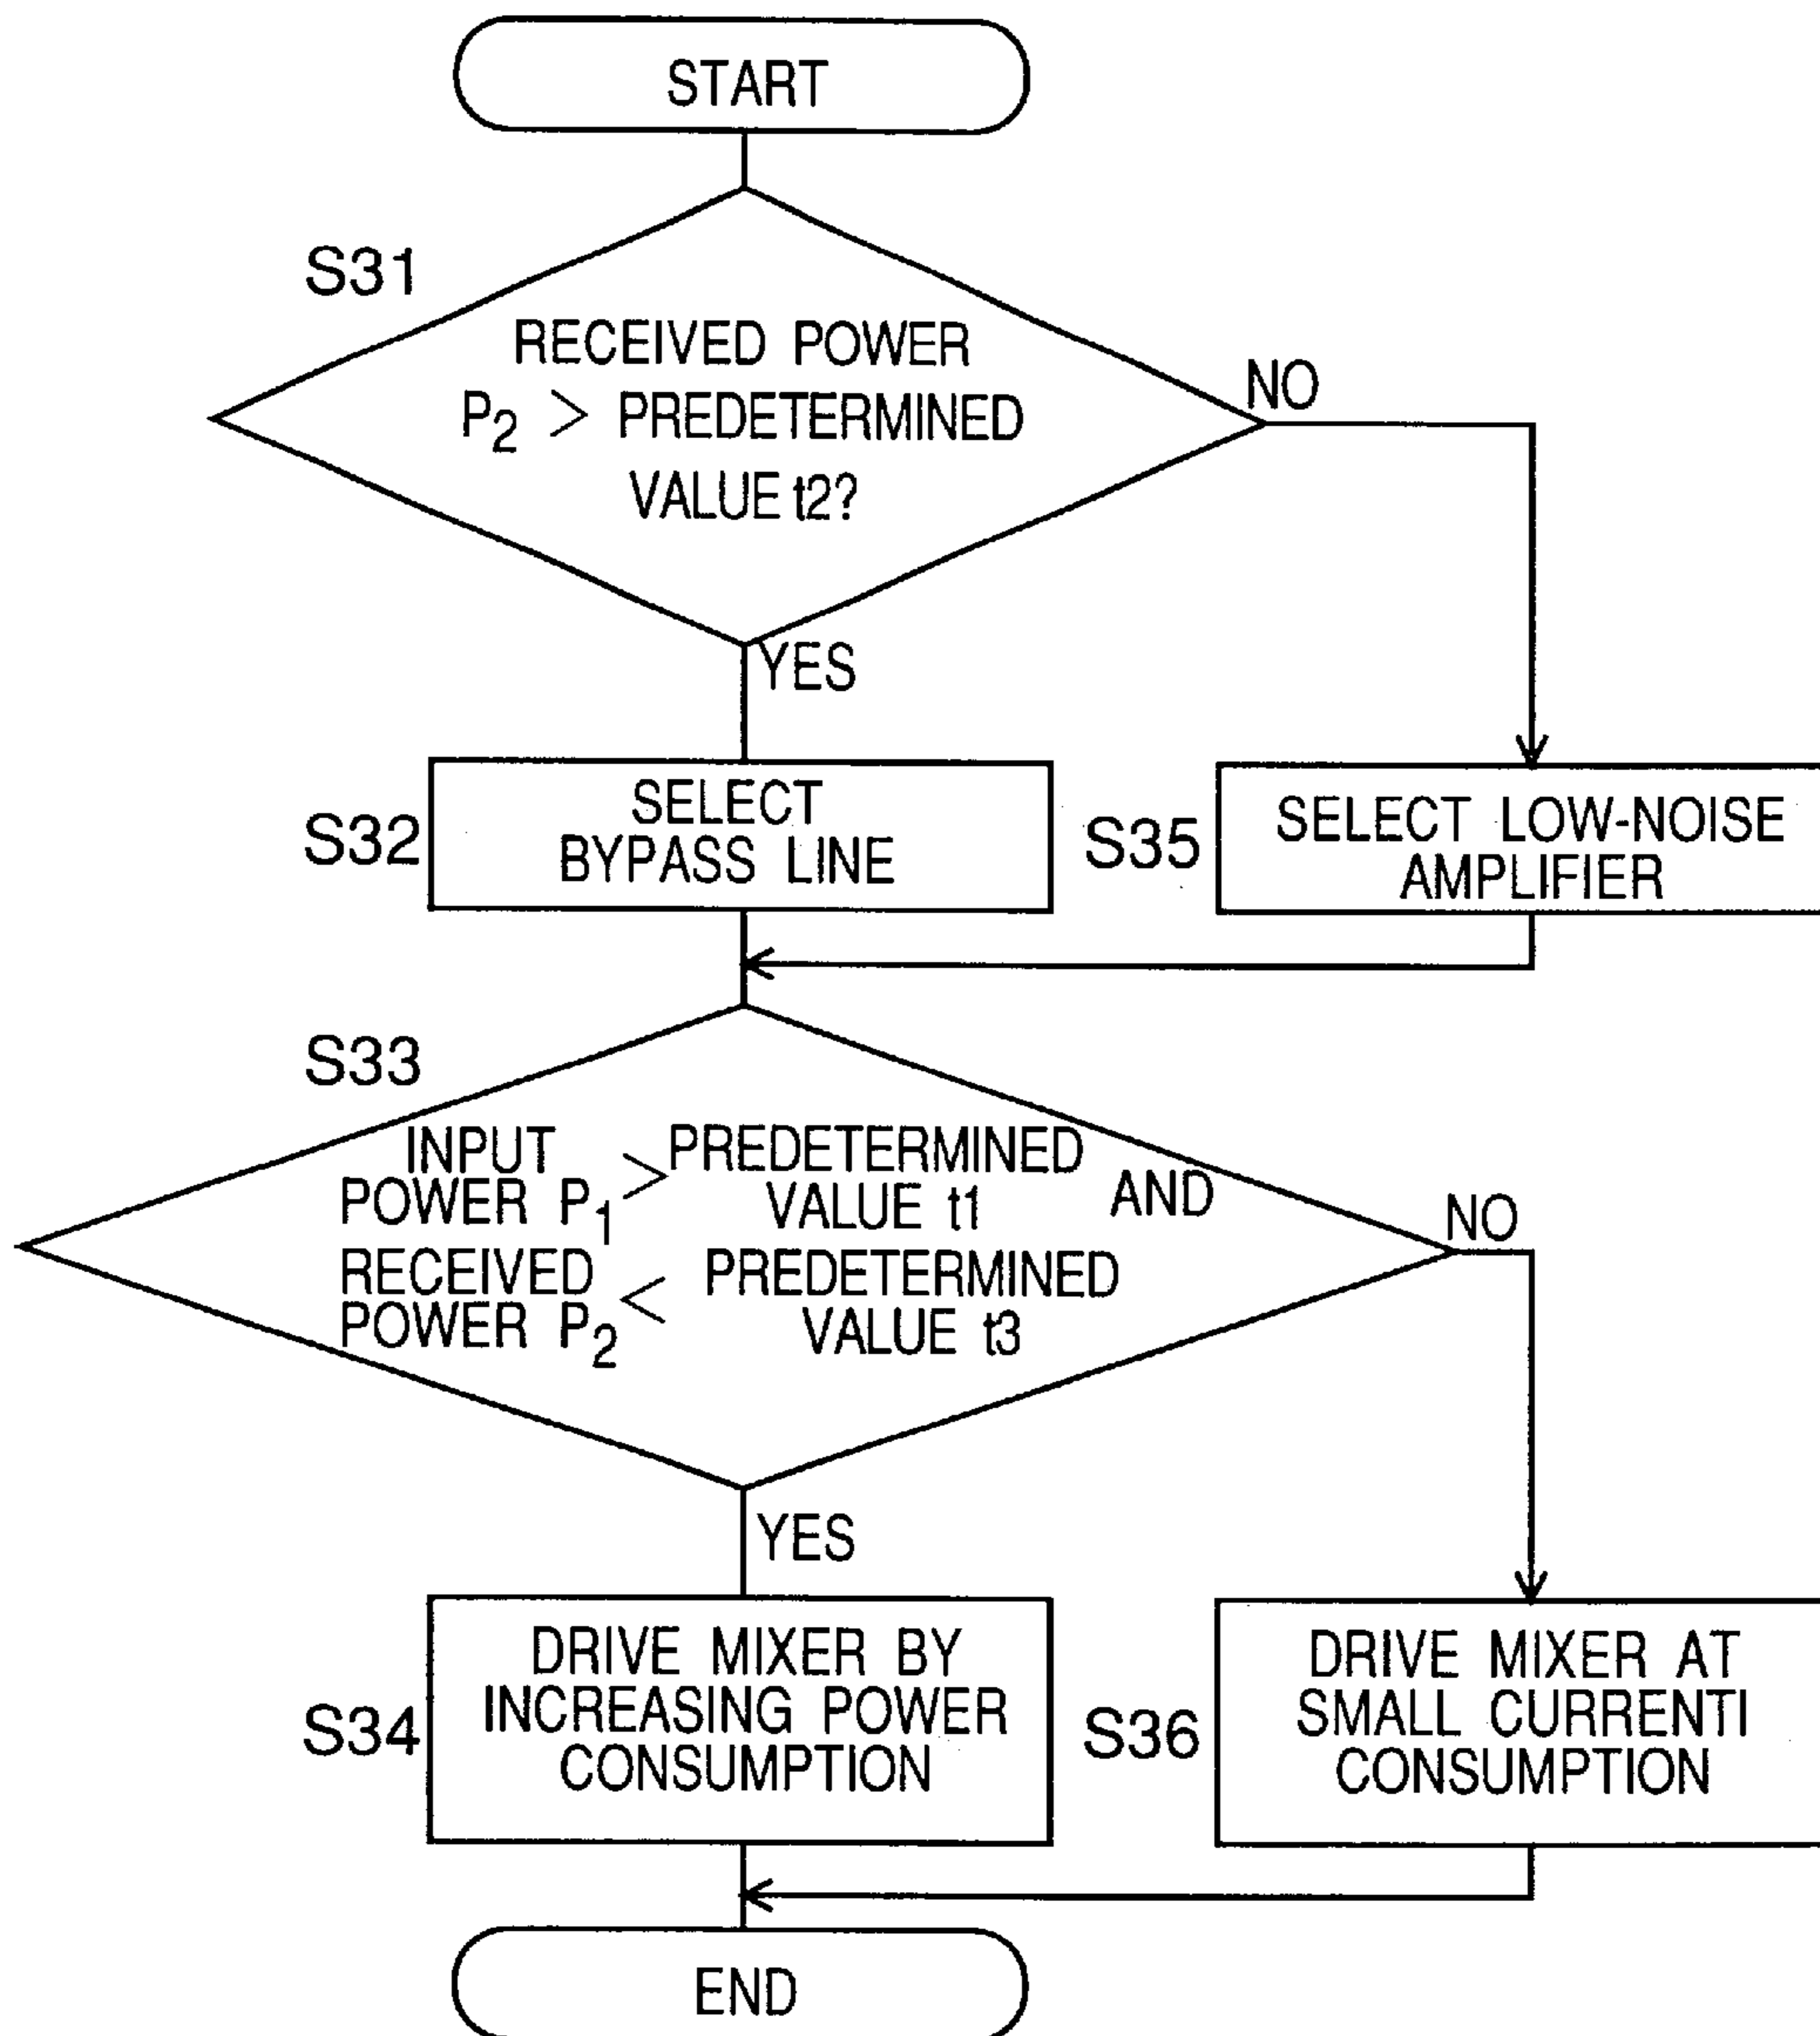 START
S31
RECEIVED POWER
P2 > PREDETERMINED
VALUE t2?
NO
YES
S32
SELECT
BYPASS LINE
S35
SELECT LOW-NOISE
AMPLIFIER
S33
INPUT
POWER P1 > PREDETERMINED
VALUE t1 AND
RECEIVED
POWER P2 < PREDETERMINED
VALUE t3
NO
YES
S34
DRIVE MIXER BY
INCREASING POWER
CONSUMPTION
S36
DRIVE MIXER AT
SMALL CURRENTI
CONSUMPTION
END